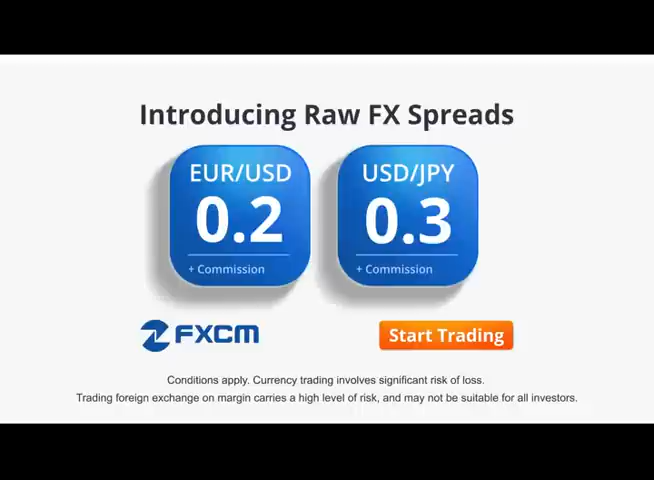 Introducing Raw FX Spreads
EUR/USD
0.2
+ Commission
USD/JPY
0.3
+ Commission
FXCM
Start Trading
Conditions apply. Currency trading involves significant risk of loss.
Trading foreign exchange on margin carries a high level of risk, and may not be suitable for all investors.